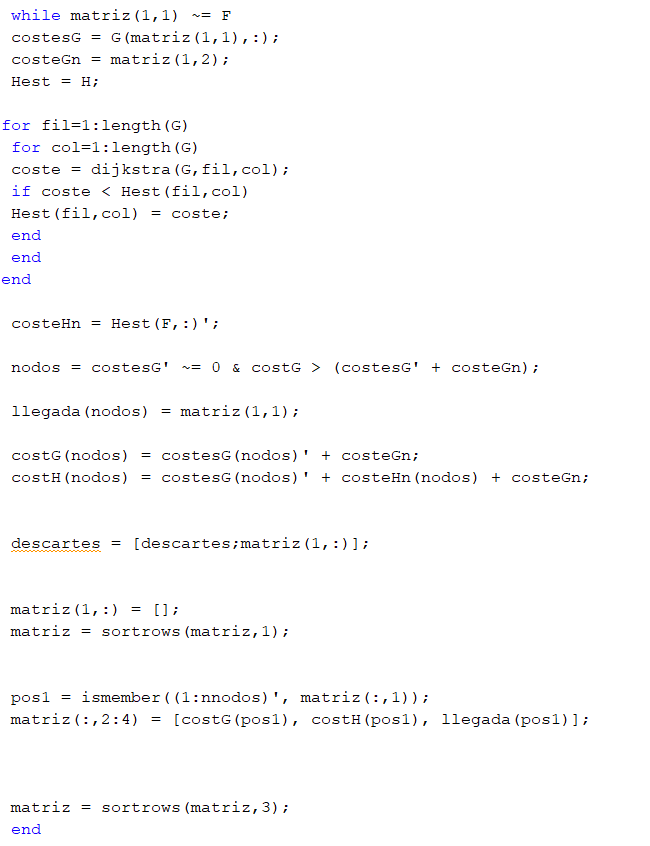 while matriz(1,1) ~= F
costesG = G(matriz(1,1),:);
costeGn = matriz(1,2);
Hest = H;
for fil=1:length(G)
for col=1:length(G)
coste = dijkstra(G,fil,col);
if coste < Hest(fil,col)
Hest(fil,col) = coste;
end
end
end
costeHn = Hest(F,:)';
nodos = costesG' ~= 0 & costG > (costesG' + costeGn);
llegada(nodos) = matriz(1,1);
costG(nodos) = costesG(nodos)' + costeGn;
costH(nodos) = costesG(nodos)' + costeHn(nodos) + costeGn;
descartes = [descartes;matriz(1,:)];
matriz(1,:) = [];
matriz = sortrows(matriz,1);
pos1 = ismember((1:nnodos)', matriz(:,1));
matriz(:,2:4) = [costG(pos1), costH(pos1), llegada(pos1)];
matriz = sortrows(matriz,3);
end